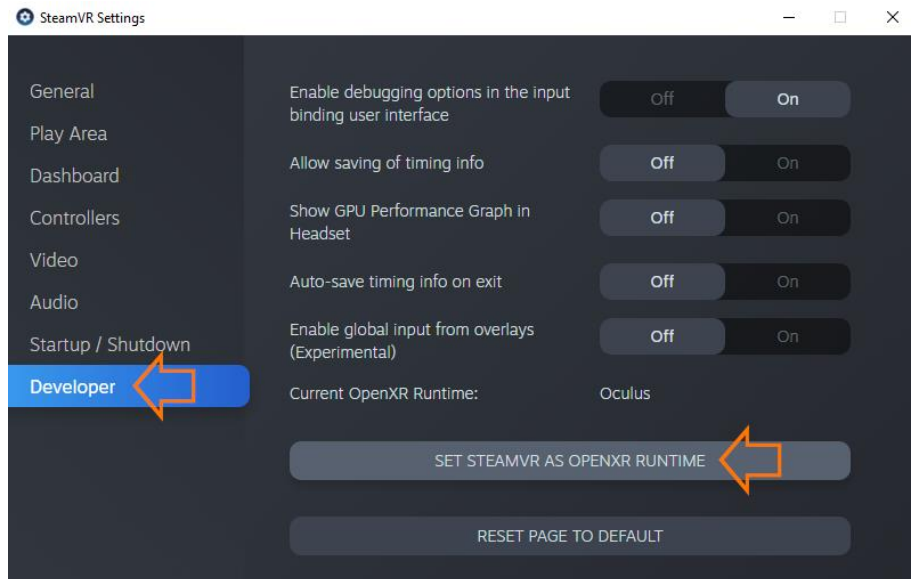 SteamVR Settings
General
Play Area
Dashboard
Controllers
Video
Audio
Startup / Shutdown
Developer
Enable debugging options in the input
binding user interface
Off On
Allow saving of timing info
Off On
Show GPU Performance Graph in
Headset
Off On
Auto-save timing info on exit
Off On
Enable global input from overlays
(Experimental)
Off On
Current OpenXR Runtime: Oculus
SET STEAMVR AS OPENXR RUNTIME
RESET PAGE TO DEFAULT